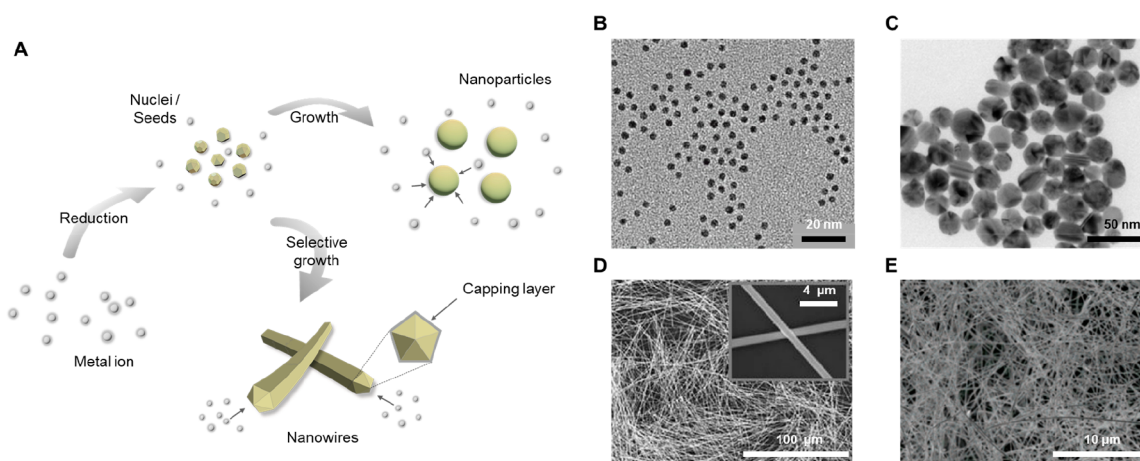 A
Nuclei /
Seeds
Growth
Nanoparticles
Reduction
Selective
growth
Capping layer
Metal ion
Nanowires
B
20 nm
C
50 nm
D
4 µm
100 µm
E
10 µm